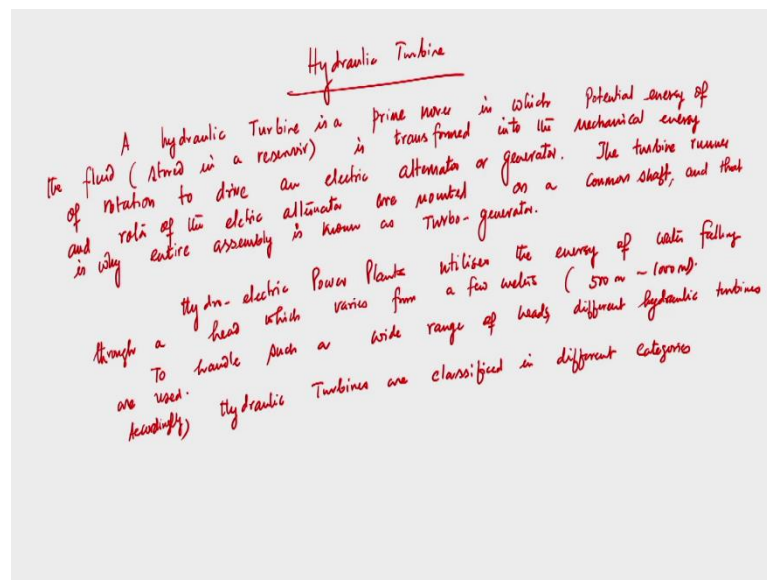 Hydraulic Turbine
A hydraulic Turbine is a prime mover in which Potential energy of
the fluid (stored in a reservoir) is transformed into the mechanical energy
of rotation to drive an electric alternator or generator. The turbine runner
and rotor of the elctric alternator are mounted on a common shaft, and that
is why entire assembly is known as Turbo-generator.
Hydro-electric Power Plants utilises the energy of water falling
through a head which varies from a few meters (500 m ~ 1000 m).
To handle such a wide range of heads, different hydraulic turbines
are used.
Accordingly, Hydraulic Turbines are classified in different categories